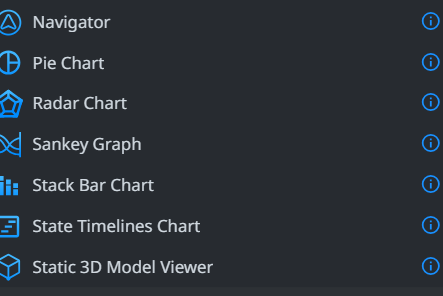 Navigator
Pie Chart
Radar Chart
Sankey Graph
Stack Bar Chart
State Timelines Chart
Static 3D Model Viewer